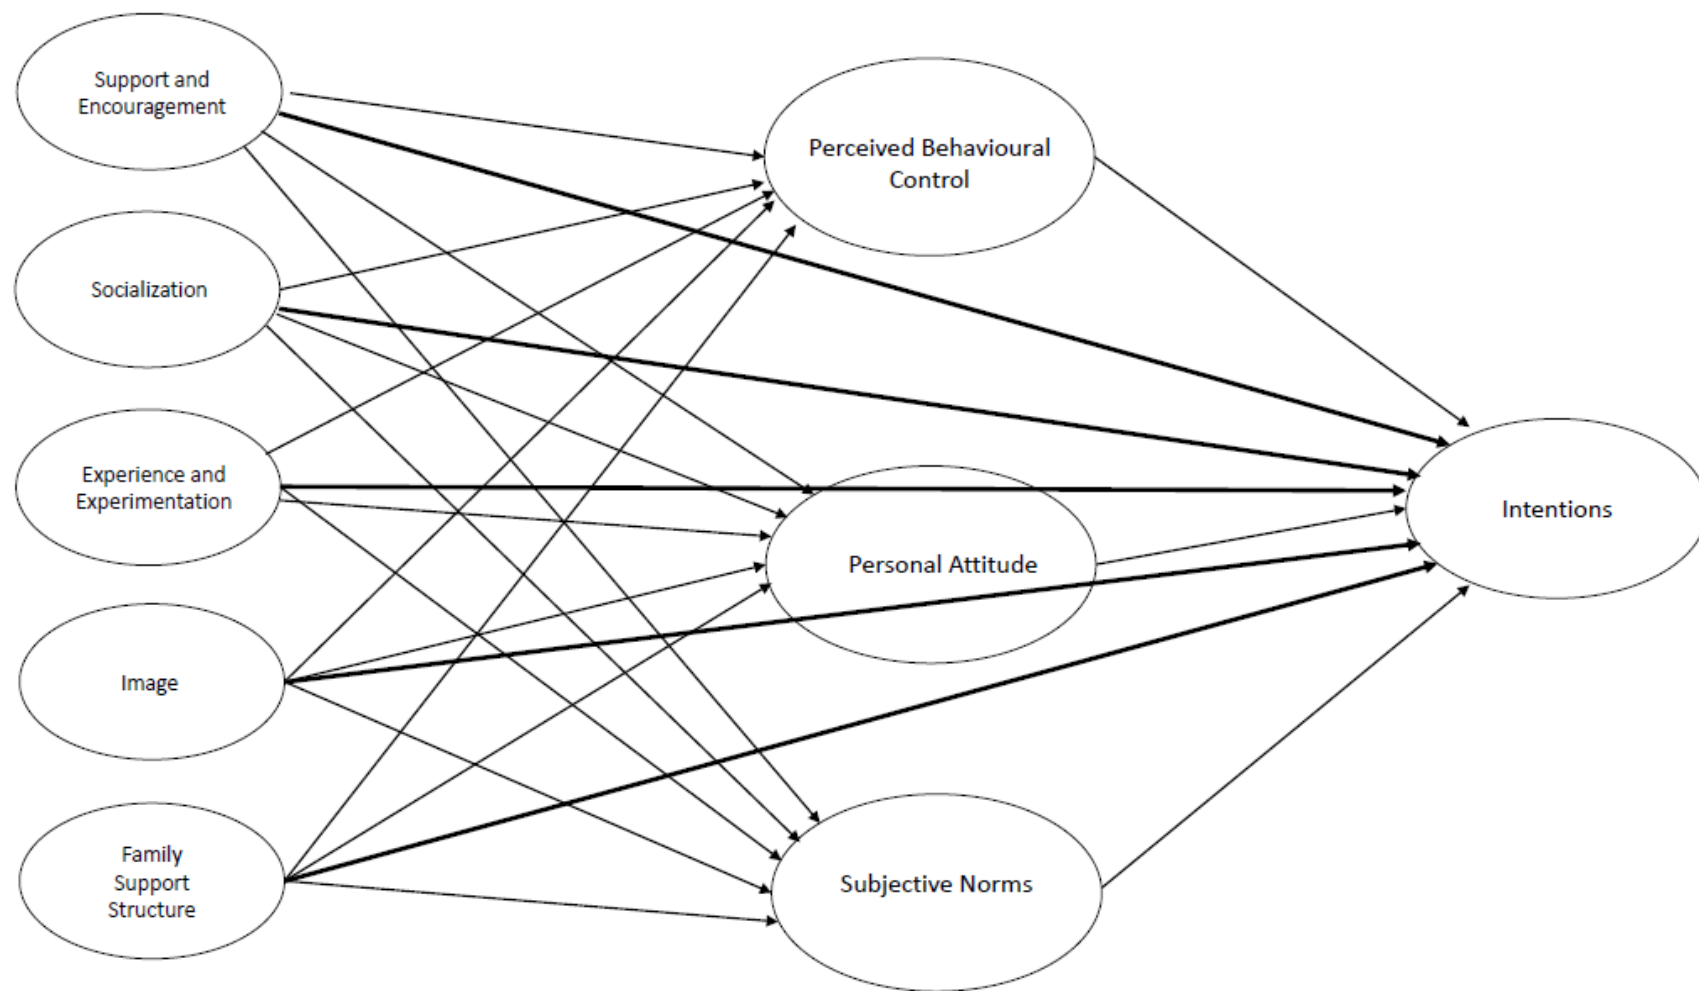 Support and
Encouragement
Socialization
Experience and
Experimentation
Image
Family
Support
Structure
Perceived Behavioural
Control
Personal Attitude
Subjective Norms
Intentions